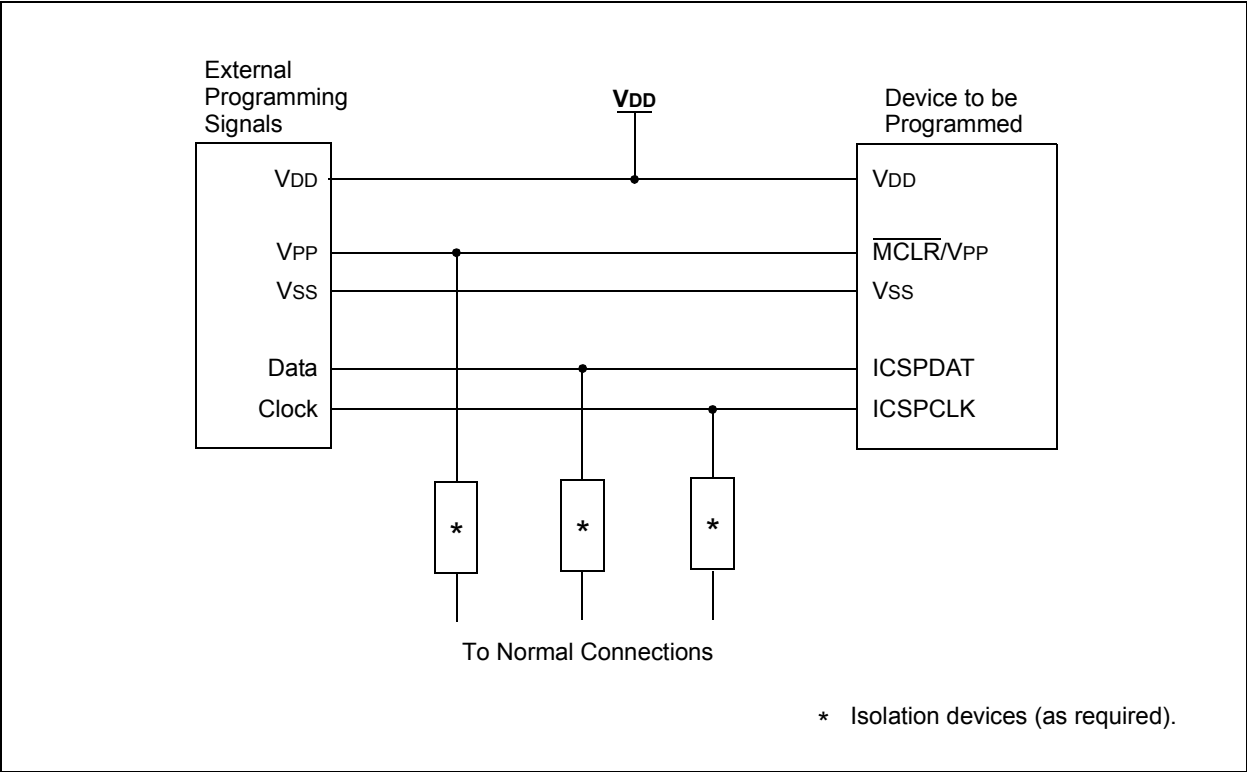 External
Programming
Signals
VDD
Device to be
Programmed
VDD
VDD
VPP
MCLR/VPP
VSS
VSS
Data
ICSPDAT
Clock
ICSPCLK
* * *
To Normal Connections
* Isolation devices (as required).